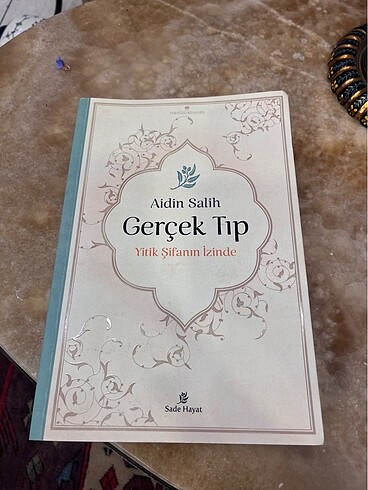 Aidin Salih
Gerçek Tıp
Yitik Şifanın İzinde
Sade Hayat